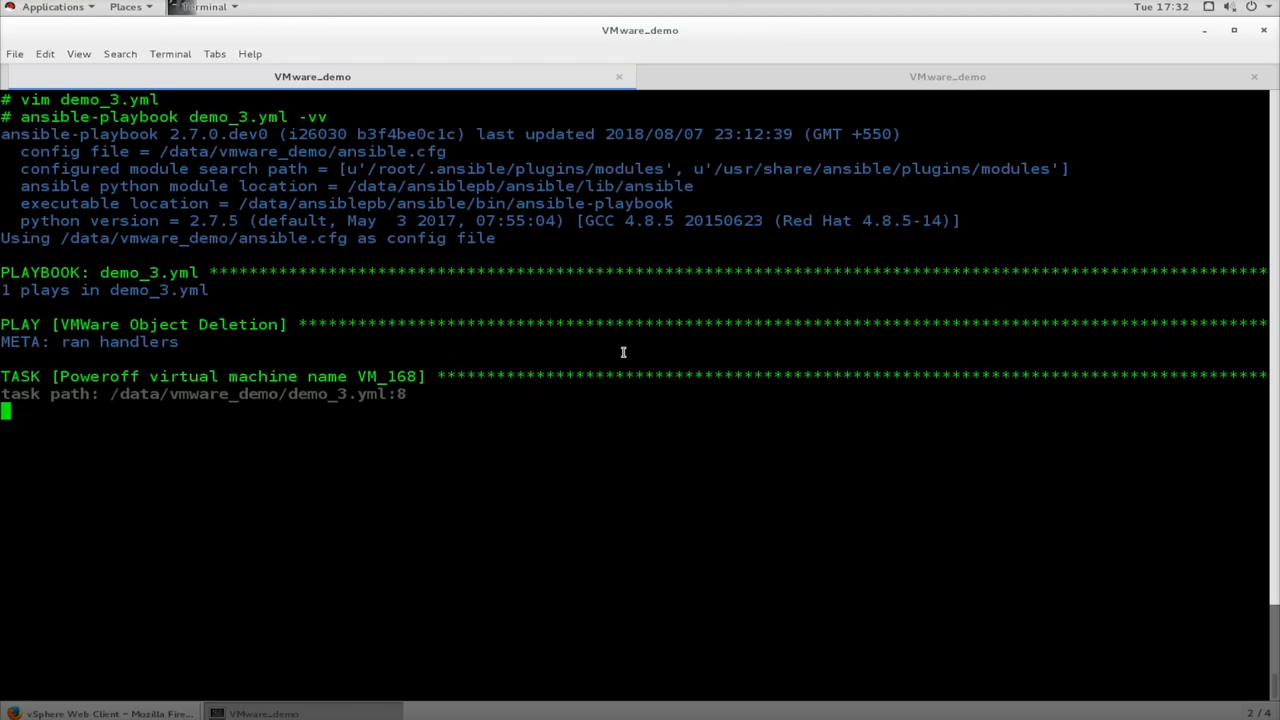 Applications Places Terminal Tue 17:32
VMware_demo
File Edit View Search Terminal Tabs Help
VMware_demo × VMware_demo ×
# vim demo_3.yml
# ansible-playbook demo_3.yml -vv
ansible-playbook 2.7.0.dev0 (i26030 b3f4be0c1c) last updated 2018/08/07 23:12:39 (GMT +550)
  config file = /data/vmware_demo/ansible.cfg
  configured module search path = [u'/root/.ansible/plugins/modules', u'/usr/share/ansible/plugins/modules']
  ansible python module location = /data/ansiblepb/ansible/lib/ansible
  executable location = /data/ansiblepb/ansible/bin/ansible-playbook
  python version = 2.7.5 (default, May  3 2017, 07:55:04) [GCC 4.8.5 20150623 (Red Hat 4.8.5-14)]
Using /data/vmware_demo/ansible.cfg as config file
PLAYBOOK: demo_3.yml ***********************************************************************************************************
1 plays in demo_3.yml
PLAY [VMWare Object Deletion] **************************************************************************************************
META: ran handlers
TASK [Poweroff virtual machine name VM_168] ************************************************************************************
task path: /data/vmware_demo/demo_3.yml:8
vSphere Web Client – Mozilla Fire... VMware_demo 2 / 4